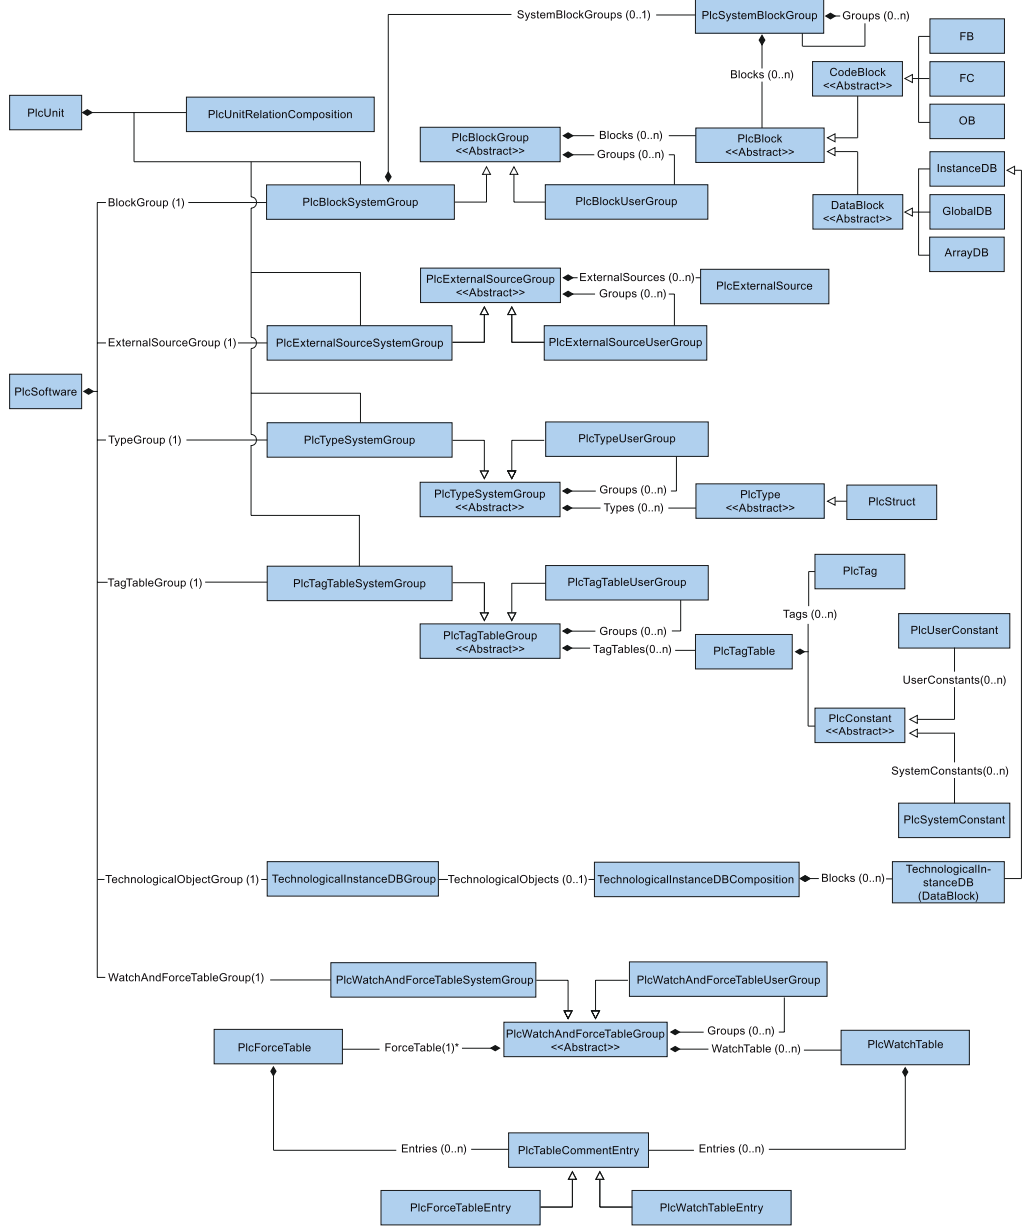 SystemBlockGroups (0..1)
PlcSystemBlockGroup
Groups (0..n)
FB
Blocks (0..n)
CodeBlock
<<Abstract>>
FC
PlcUnit
PlcUnitRelationComposition
OB
PlcBlockGroup
<<Abstract>>
Blocks (0..n)
PlcBlock
<<Abstract>>
Groups (0..n)
InstanceDB
BlockGroup (1)
PlcBlockSystemGroup
PlcBlockUserGroup
DataBlock
<<Abstract>>
GlobalDB
ArrayDB
PlcExternalSourceGroup
<<Abstract>>
ExternalSources (0..n)
PlcExternalSource
Groups (0..n)
ExternalSourceGroup (1)
PlcExternalSourceSystemGroup
PlcExternalSourceUserGroup
PlcSoftware
TypeGroup (1)
PlcTypeSystemGroup
PlcTypeUserGroup
PlcTypeSystemGroup
<<Abstract>>
Groups (0..n)
Types (0..n)
PlcType
<<Abstract>>
PlcStruct
TagTableGroup (1)
PlcTagTableSystemGroup
PlcTagTableUserGroup
PlcTag
Tags (0..n)
PlcTagTableGroup
<<Abstract>>
Groups (0..n)
TagTables(0..n)
PlcTagTable
PlcUserConstant
UserConstants(0..n)
PlcConstant
<<Abstract>>
SystemConstants(0..n)
PlcSystemConstant
TechnologicalObjectGroup (1)
TechnologicalInstanceDBGroup
TechnologicalObjects (0..1)
TechnologicalInstanceDBComposition
Blocks (0..n)
TechnologicalIn-
stanceDB
(DataBlock)
WatchAndForceTableGroup(1)
PlcWatchAndForceTableSystemGroup
PlcWatchAndForceTableUserGroup
PlcForceTable
ForceTable(1)*
PlcWatchAndForceTableGroup
<<Abstract>>
Groups (0..n)
WatchTable (0..n)
PlcWatchTable
Entries (0..n)
PlcTableCommentEntry
Entries (0..n)
PlcForceTableEntry
PlcWatchTableEntry